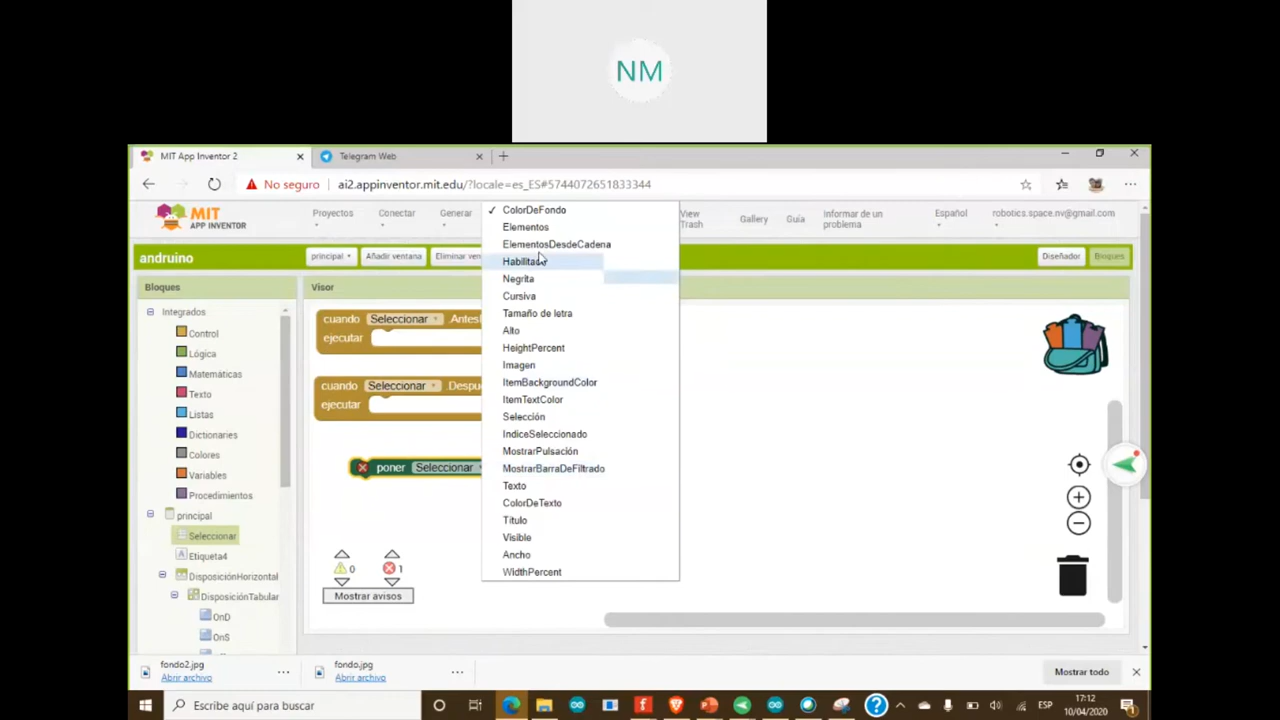 NM
MIT App Inventor 2
Telegram Web
No seguro
ai2.appinventor.mit.edu/?locale=es_ES#5744072651833344
MIT
APP INVENTOR
Proyectos
Conectar
Generar
View
Trash
Gallery
Guía
Informar de un
problema
Español
robotics.space.nv@gmail.com
andruino
principal
Añadir ventana
Eliminar ven
Diseñador
Bloques
Bloques
Visor
Integrados
Control
Lógica
Matemáticas
Texto
Listas
Dictionaries
Colores
Variables
Procedimientos
principal
Seleccionar
Etiqueta4
DisposiciónHorizontal
DisposiciónTabular
OnD
OnS
cuando Seleccionar .Antes
ejecutar
cuando Seleccionar .Despu
ejecutar
poner Seleccionar
0
1
Mostrar avisos
ColorDeFondo
Elementos
ElementosDesdeCadena
Habilitado
Negrita
Cursiva
Tamaño de letra
Alto
HeightPercent
Imagen
ItemBackgroundColor
ItemTextColor
Selección
IndiceSeleccionado
MostrarPulsación
MostrarBarraDeFiltrado
Texto
ColorDeTexto
Título
Visible
Ancho
WidthPercent
fondo2.jpg
Abrir archivo
fondo.jpg
Abrir archivo
Mostrar todo
Escribe aquí para buscar
ESP
17:12
10/04/2020